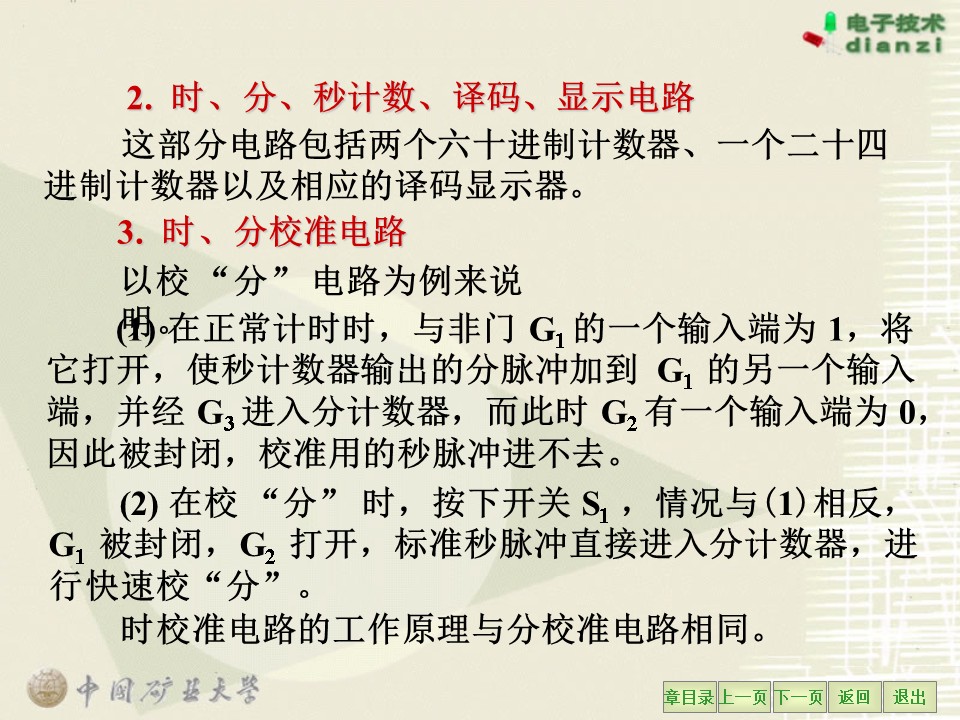 电子技术
dianzi
2. 时、分、秒计数、译码、显示电路
这部分电路包括两个六十进制计数器、一个二十四
进制计数器以及相应的译码显示器。
3. 时、分校准电路
以校 “分” 电路为例来说
明。
(1) 在正常计时时，与非门 G1 的一个输入端为 1，将
它打开，使秒计数器输出的分脉冲加到 G1 的另一个输入
端，并经 G3 进入分计数器，而此时 G2 有一个输入端为 0，
因此被封闭，校准用的秒脉冲进不去。
(2) 在校 “分” 时，按下开关 S1 ，情况与(1)相反，
G1 被封闭，G2 打开，标准秒脉冲直接进入分计数器，进
行快速校“分”。
时校准电路的工作原理与分校准电路相同。
中国矿业大学
章目录 上一页 下一页 返回 退出